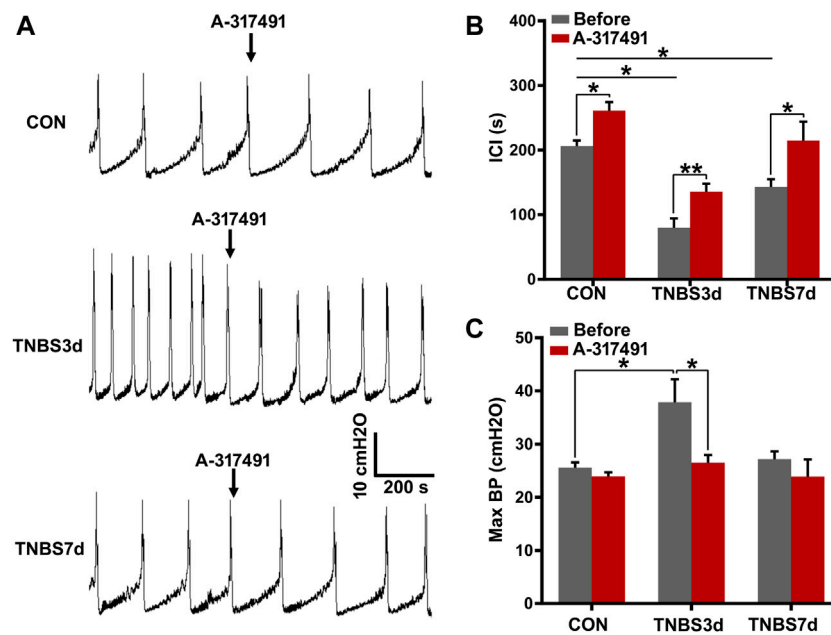 A
A-317491
CON
A-317491
TNBS3d
10 cmH2O
200 s
A-317491
TNBS7d
B
Before
A-317491
ICI (s)
400
300
200
100
0
*
*
*
**
*
CON
TNBS3d
TNBS7d
C
Before
A-317491
Max BP (cmH2O)
50
40
30
20
10
0
*
*
CON
TNBS3d
TNBS7d